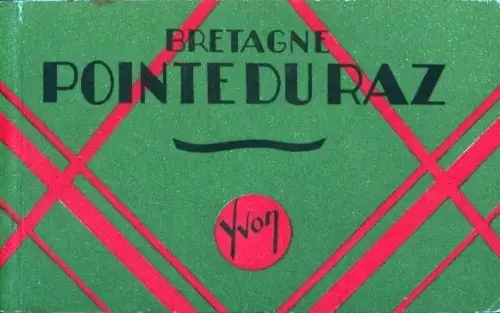 BRETAGNE
POINTE DU RAZ
Yvon